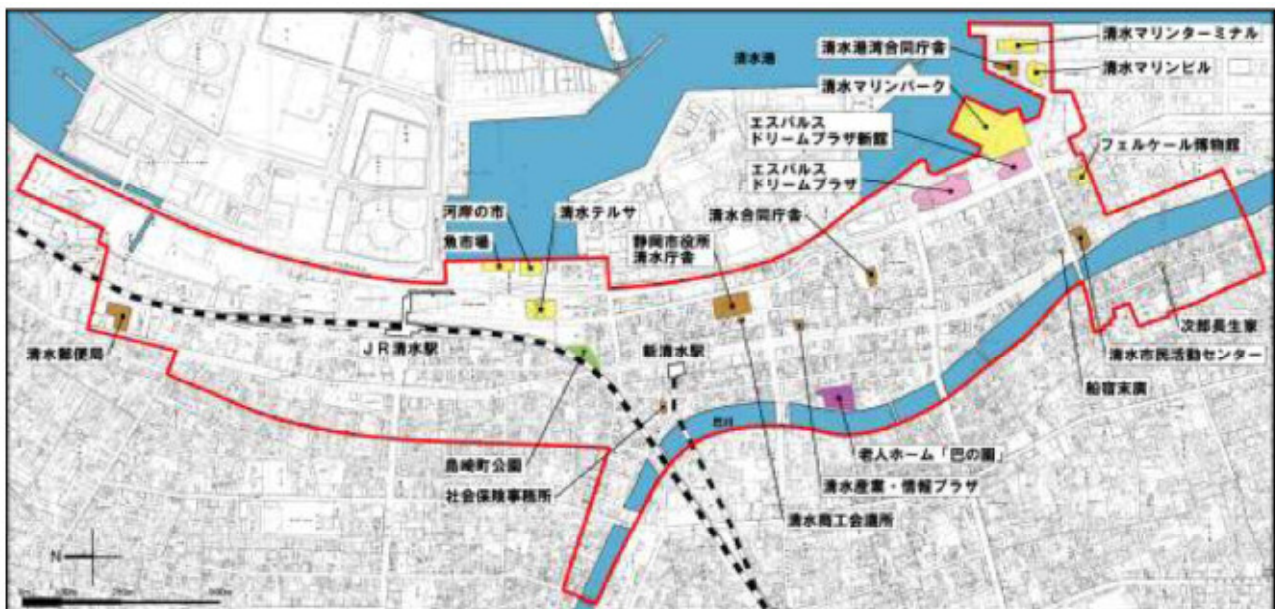 清水マリンターミナル
清水港湾合同庁舎
清水港
清水マリンビル
清水マリンパーク
エスパルス
ドリームプラザ新館
フェルケール博物館
エスパルス
ドリームプラザ
河岸の市
清水テルサ
清水合同庁舎
魚市場
静岡市役所
清水庁舎
次郎長生家
JR清水駅
新清水駅
清水郵便局
清水市民活動センター
船宿末廣
巴川
島崎町公園
老人ホーム「巴の園」
社会保険事務所
清水産業・情報プラザ
清水商工会議所
N